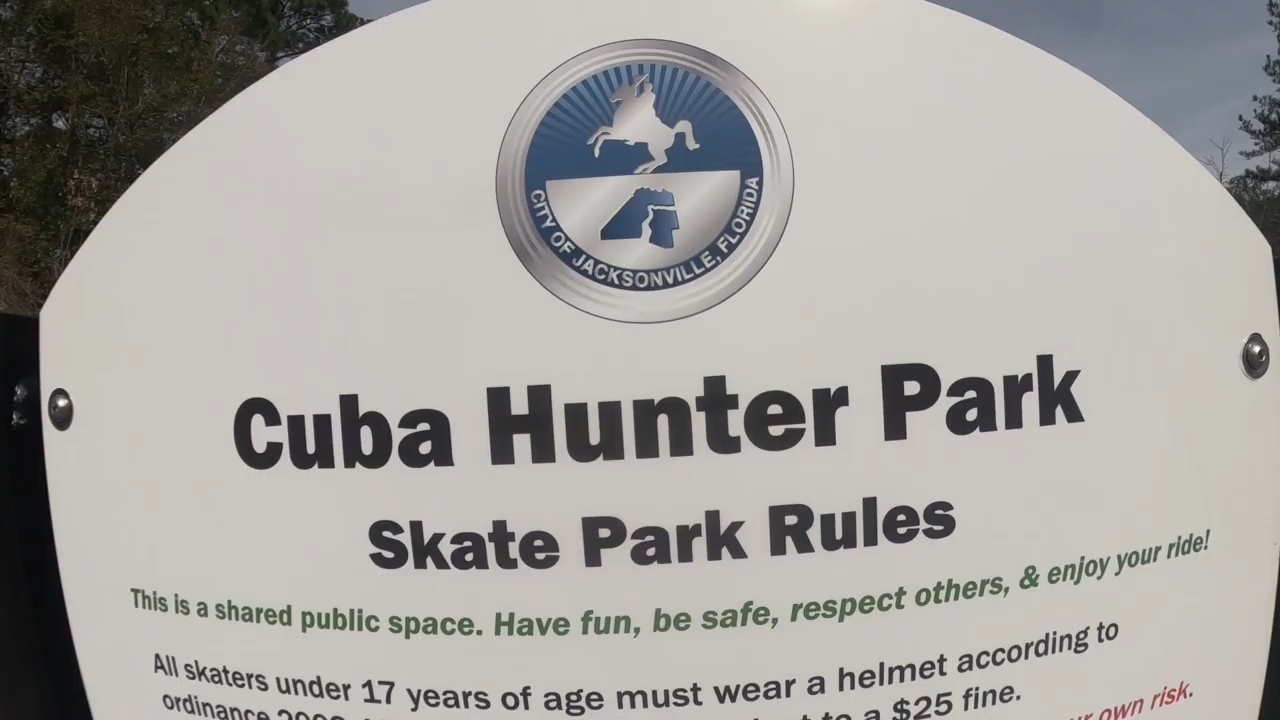 CITY OF JACKSONVILLE, FLORIDA
Cuba Hunter Park
Skate Park Rules
This is a shared public space. Have fun, be safe, respect others, & enjoy your ride!
All skaters under 17 years of age must wear a helmet according to
ordinance to a $25 fine.
own risk.